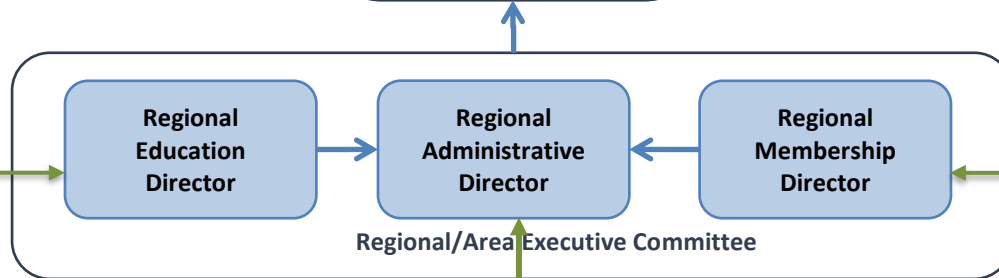 Regional
Education
Director
Regional
Administrative
Director
Regional
Membership
Director
Regional/Area Executive Committee